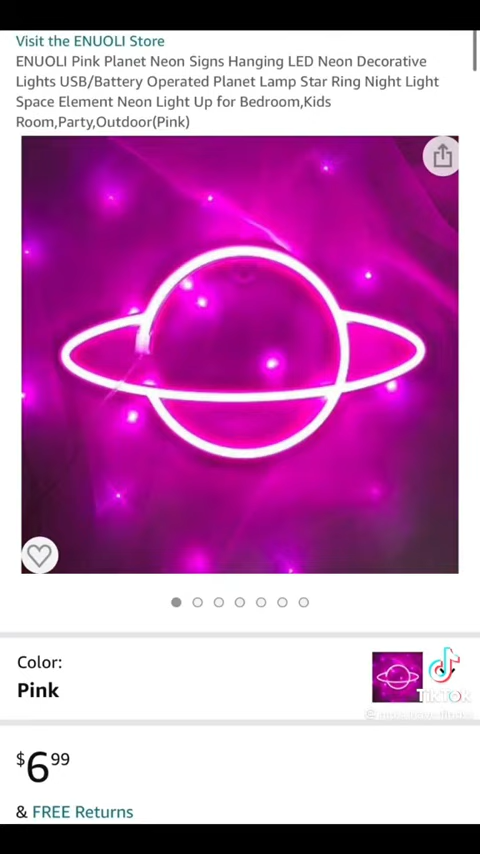 Visit the ENUOLI Store
ENUOLI Pink Planet Neon Signs Hanging LED Neon Decorative
Lights USB/Battery Operated Planet Lamp Star Ring Night Light
Space Element Neon Light Up for Bedroom,Kids
Room,Party,Outdoor(Pink)
Color:
Pink
TikTok
$6.99
& FREE Returns